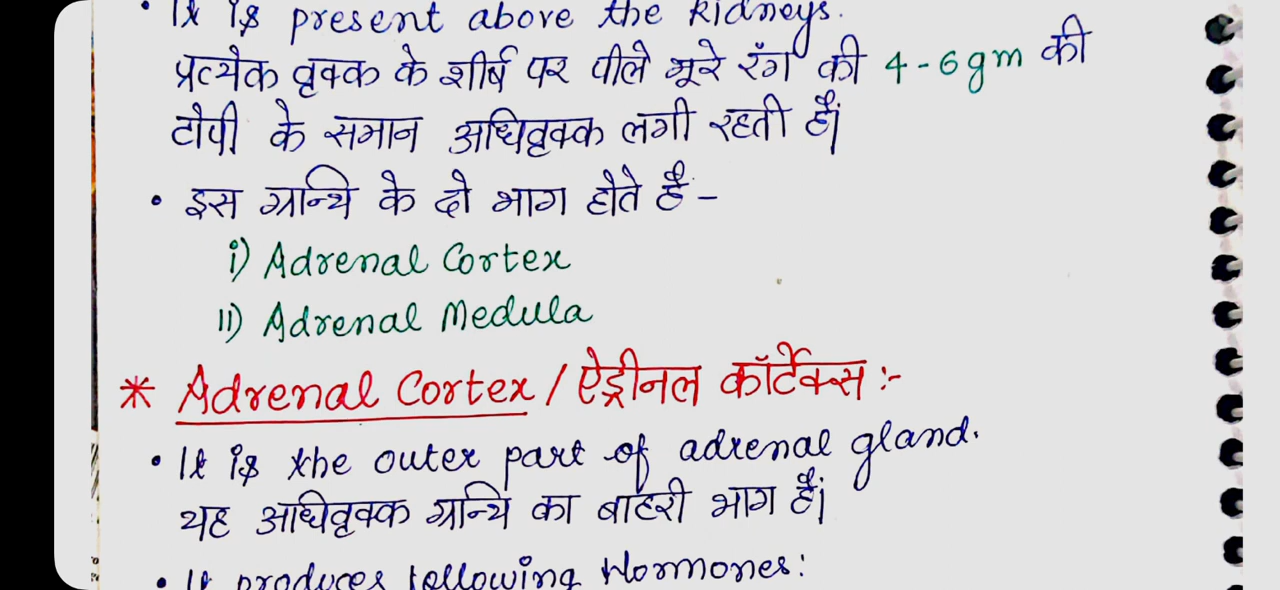 • It is present above the kidneys.
प्रत्येक वृक्क के शीर्ष पर पीले भूरे रंग की 4-6gm की
टोपी के समान अधिवृक्क लगी रहती हैं।
• इस ग्रन्थि के दो भाग होते है -
i) Adrenal Cortex
ii) Adrenal Medula
* Adrenal Cortex / ऐड्रीनल कॉर्टेक्स :-
• It is the outer part of adrenal gland.
यह अधिवृक्क ग्रन्थि का बाहरी भाग हैं।
• It produces following Hormones: